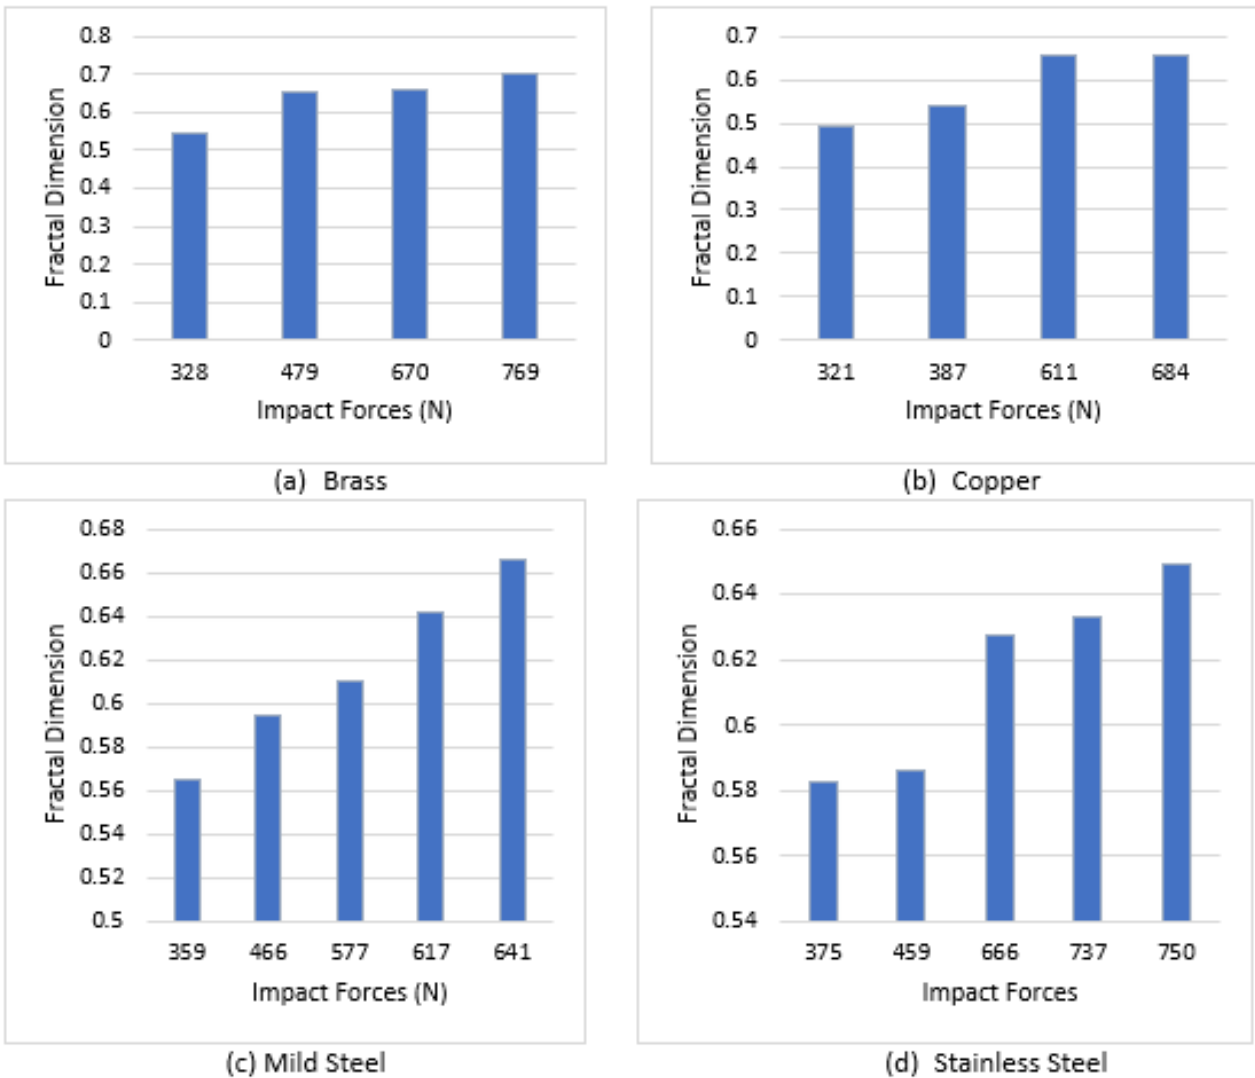 0.8
0.7
0.6
0.5
0.4
0.3
0.2
0.1
0
Fractal Dimension
328 479 670 769
Impact Forces (N)
(a) Brass
0.7
0.6
0.5
0.4
0.3
0.2
0.1
0
Fractal Dimension
321 387 611 684
Impact Forces (N)
(b) Copper
0.68
0.66
0.64
0.62
0.6
0.58
0.56
0.54
0.52
0.5
Fractal Dimension
359 466 577 617 641
Impact Forces (N)
(c) Mild Steel
0.66
0.64
0.62
0.6
0.58
0.56
0.54
Fractal Dimension
375 459 666 737 750
Impact Forces
(d) Stainless Steel